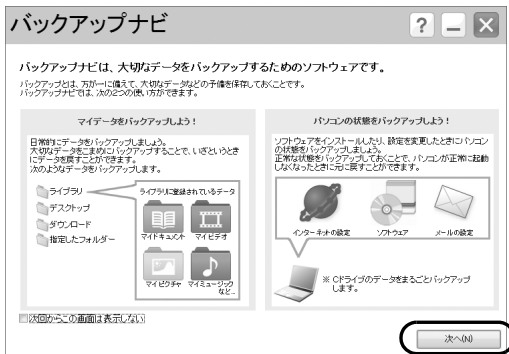 バックアップナビ
?
バックアップナビは、大切なデータをバックアップするためのソフトウェアです。
バックアップとは、万が一に備えて、大切なデータなどの予備を保存しておくことです。
バックアップナビでは、次の2つの使い方ができます。
マイデータをバックアップしよう！
日常的にデータをバックアップしましょう。
大切なデータをこまめにバックアップすることで、いざというとき
にデータを戻すことができます。
次のようなデータをバックアップします。
ライブラリ
デスクトップ
ダウンロード
指定したフォルダー
ライブラリに登録されているデータ
マイドキュメント
マイビデオ
マイピクチャ
マイミュージック
など...
パソコンの状態をバックアップしよう！
ソフトウェアをインストールしたり、設定を変更したときにパソコン
の状態をバックアップしましょう。
正常な状態をバックアップしておくことで、パソコンが正常に起動
しなくなったときに元に戻すことができます。
インターネットの設定
ソフトウェア
メールの設定
※ Cドライブのデータをまるごとバックアップ
します。
次回からこの画面は表示しない
次へ(N)